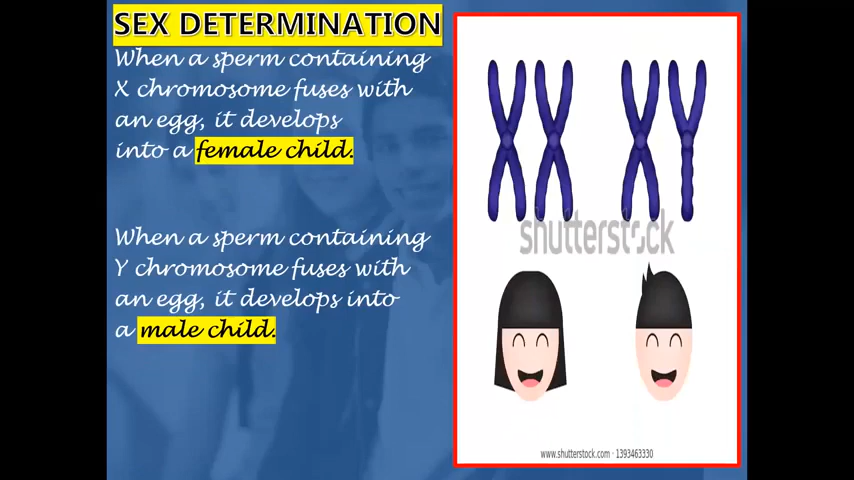 SEX DETERMINATION
When a sperm containing
X chromosome fuses with
an egg, it develops
into a female child.
When a sperm containing
Y chromosome fuses with
an egg, it develops into
a male child.
shutterstock
www.shutterstock.com · 1393463330